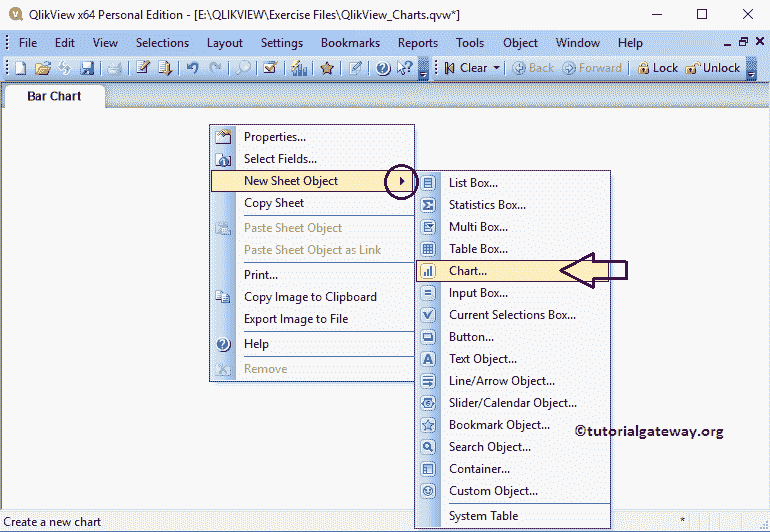 QlikView x64 Personal Edition - [E:\QLIKVIEW\Exercise Files\QlikView_Charts.qvw*]
File Edit View Selections Layout Settings Bookmarks Reports Tools Object Window Help
Clear Back Forward Lock Unlock
Bar Chart
Properties...
Select Fields...
New Sheet Object
Copy Sheet
Paste Sheet Object
Paste Sheet Object as Link
Print...
Copy Image to Clipboard
Export Image to File
Help
Remove
List Box...
Statistics Box...
Multi Box...
Table Box...
Chart...
Input Box...
Current Selections Box...
Button...
Text Object...
Line/Arrow Object...
Slider/Calendar Object...
Bookmark Object...
Search Object...
Container...
Custom Object...
System Table
©tutorialgateway.org
Create a new chart *